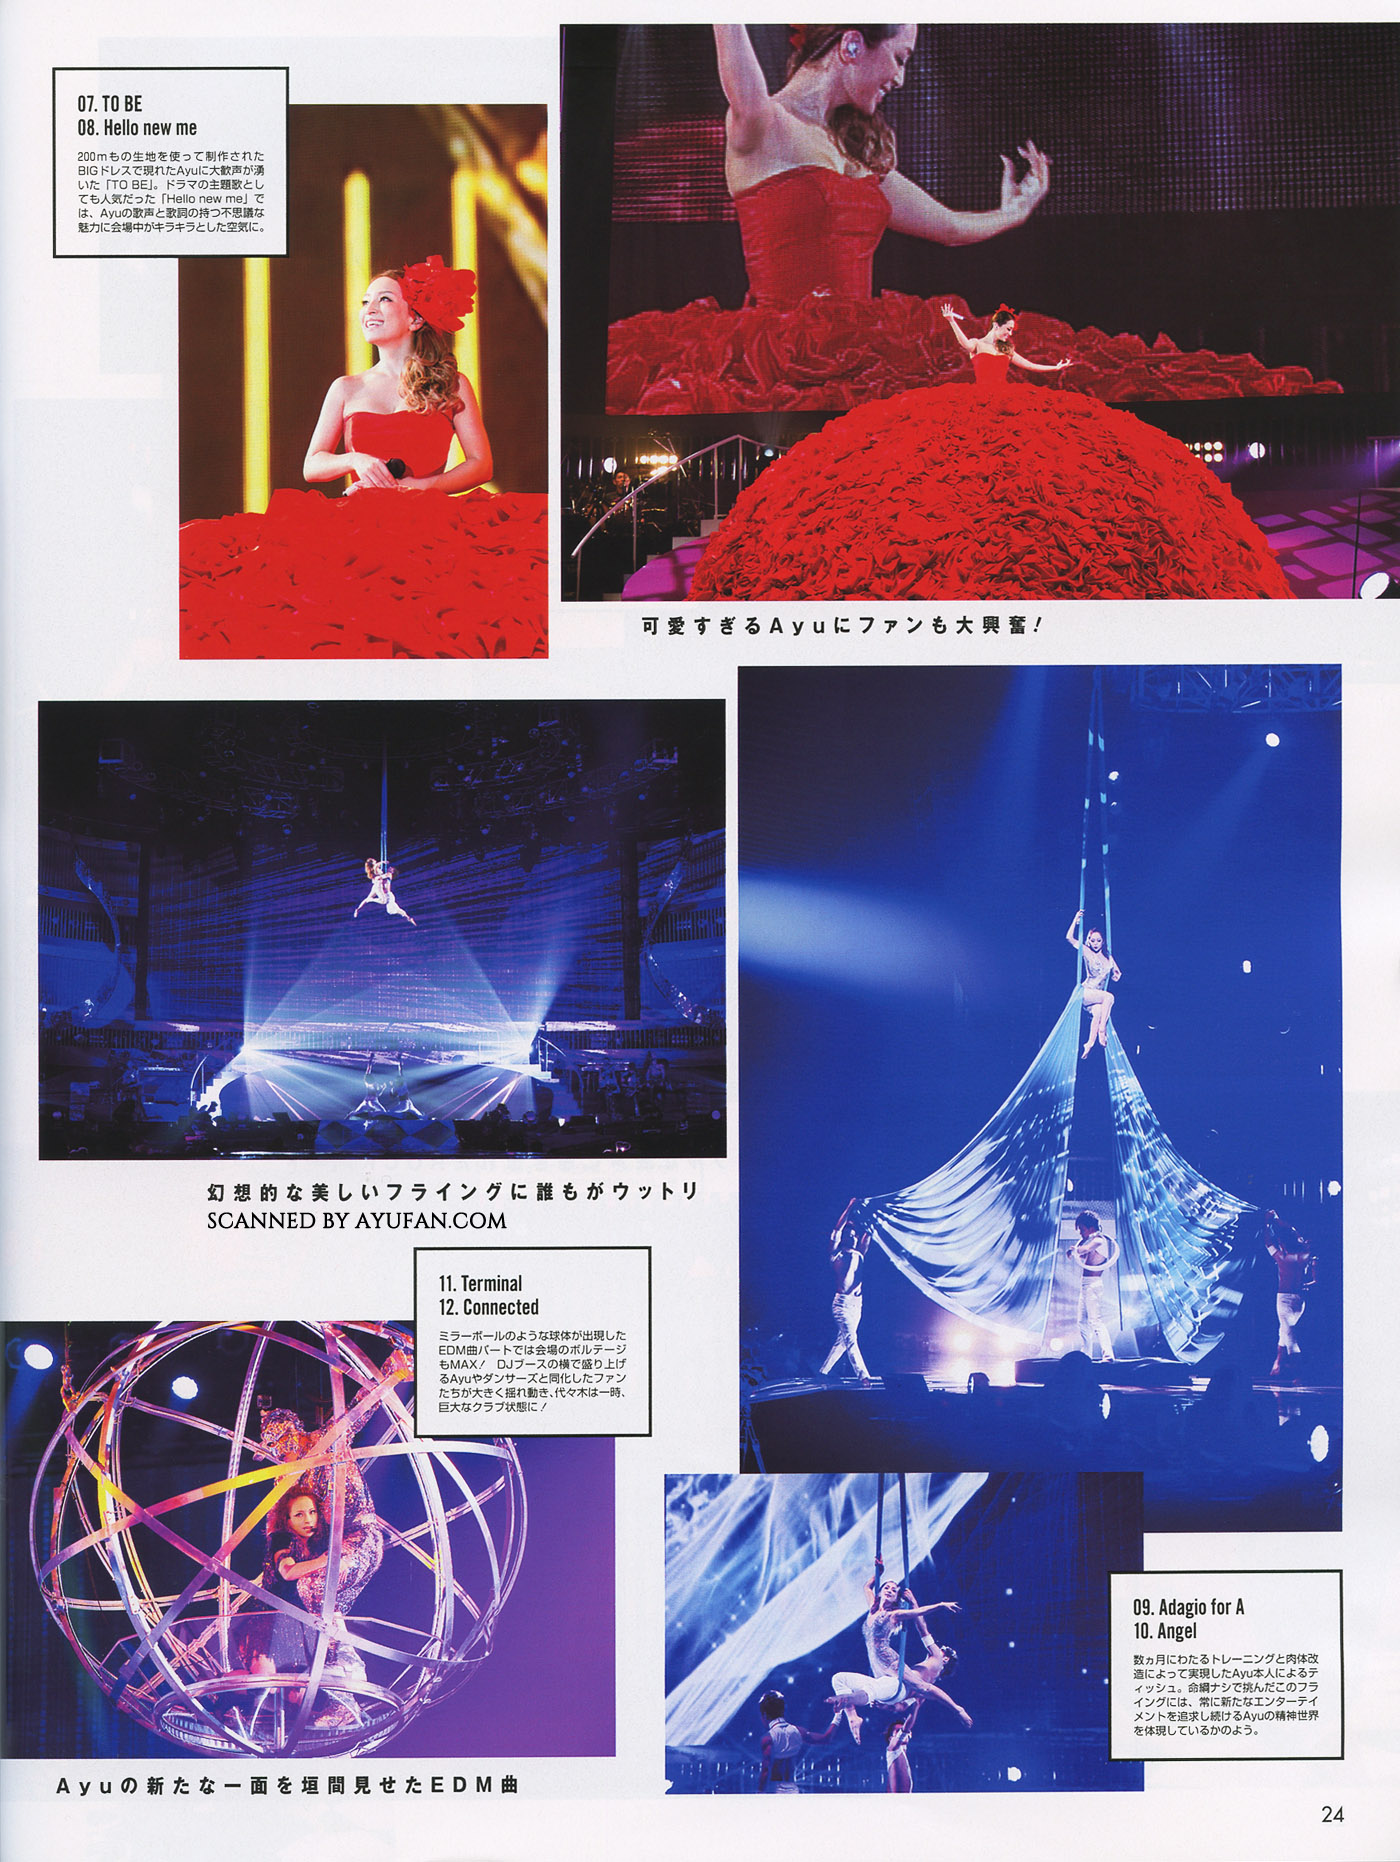 07. TO BE
08. Hello new me
200mもの生地を使って制作された
BIGドレスで現れたAyuに大歓声が湧
いた「TO BE」。ドラマの主題歌とし
ても人気だった「Hello new me」で
は、Ayuの歌声と歌詞の持つ不思議な
魅力に会場中がキラキラとした空気に。
可愛すぎるAyuにファンも大興奮！
幻想的な美しいフライングに誰もがウットリ
SCANNED BY AYUFAN.COM
11. Terminal
12. Connected
ミラーボールのような球体が出現した
EDM曲パートでは会場のボルテージ
もMAX！ DJブースの横で盛り上げ
るAyuやダンサーズと同化したファン
たちが大きく揺れ動き、代々木は一時、
巨大なクラブ状態に！
Ayuの新たな一面を垣間見せたEDM曲
09. Adagio for A
10. Angel
数ヵ月にわたるトレーニングと肉体改
造によって実現したAyu本人によるテ
ィッシュ。命綱ナシで挑んだこのフラ
イングには、常に新たなエンターテイ
メントを追求し続けるAyuの精神世界
を体現しているかのよう。
24